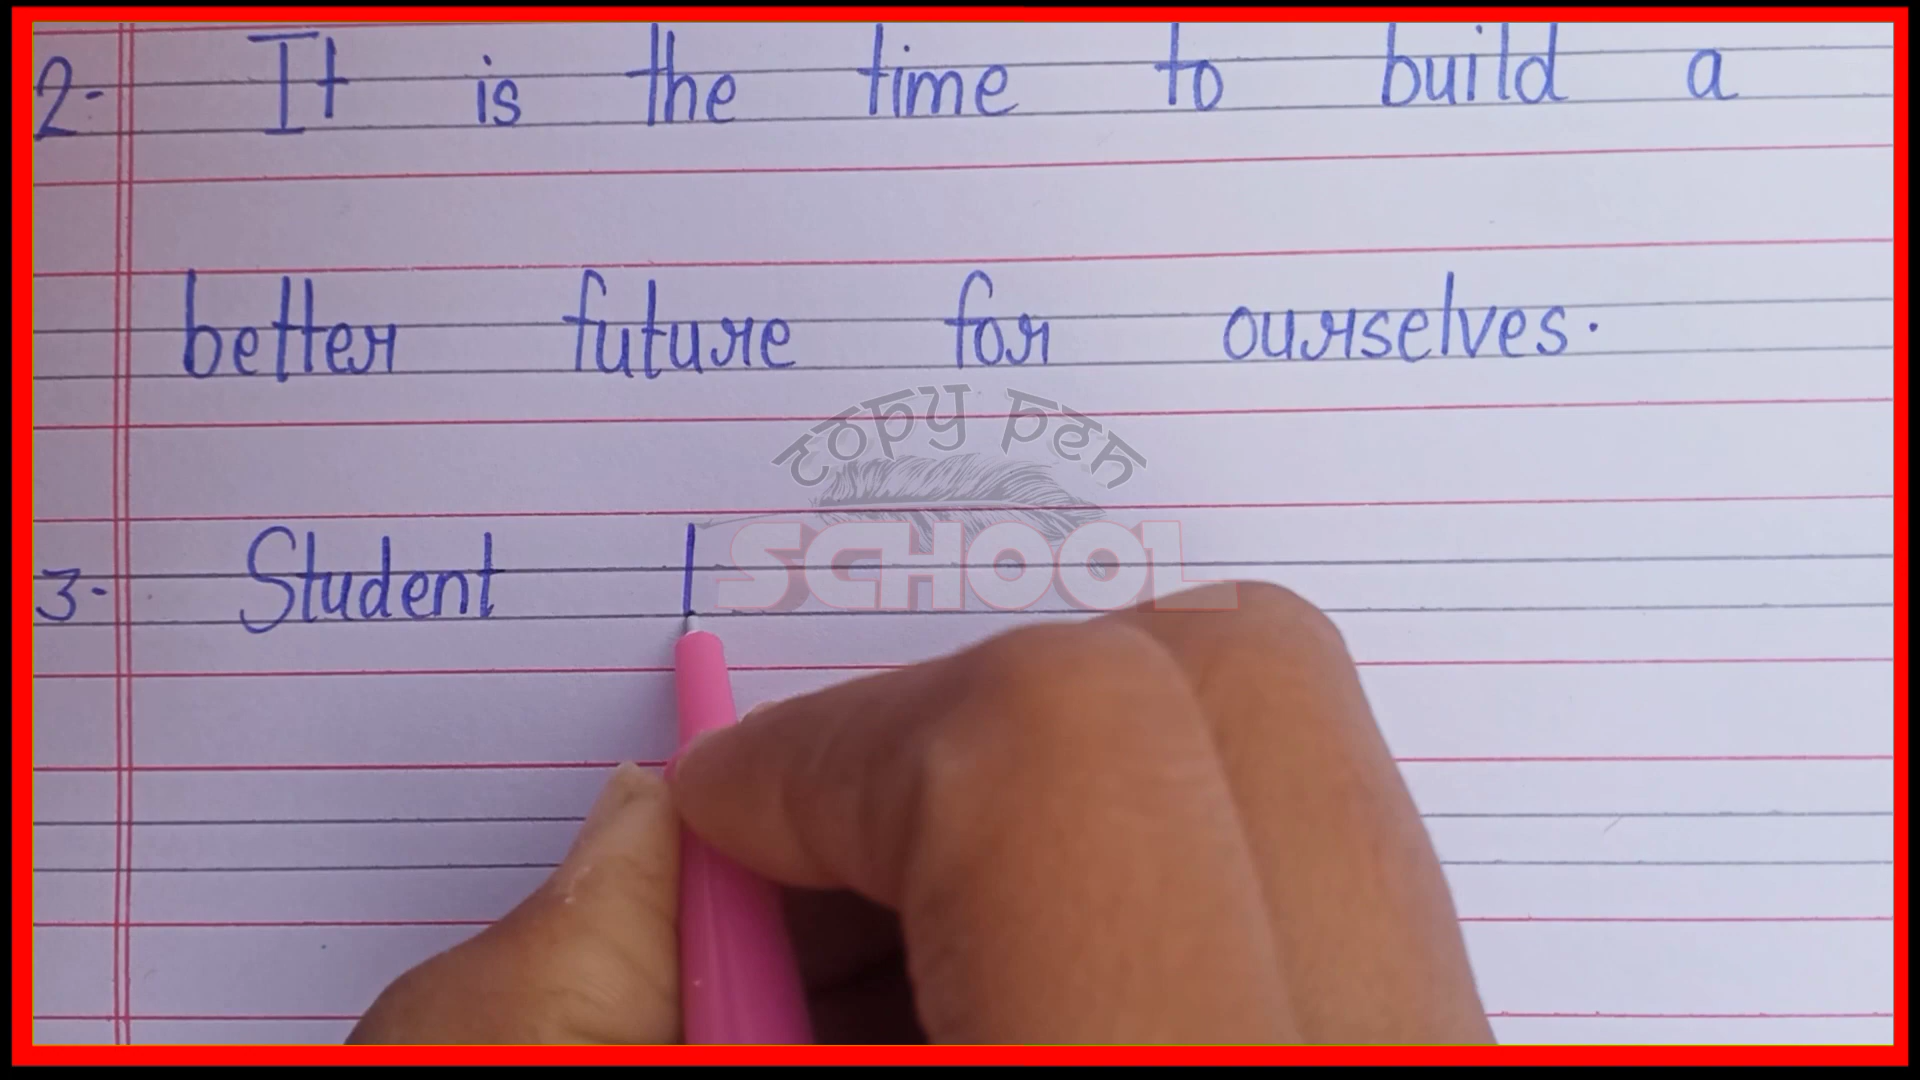 2- It is the time to build a
better future for ourselves.
copy pen
SCHOOL
3- Student l